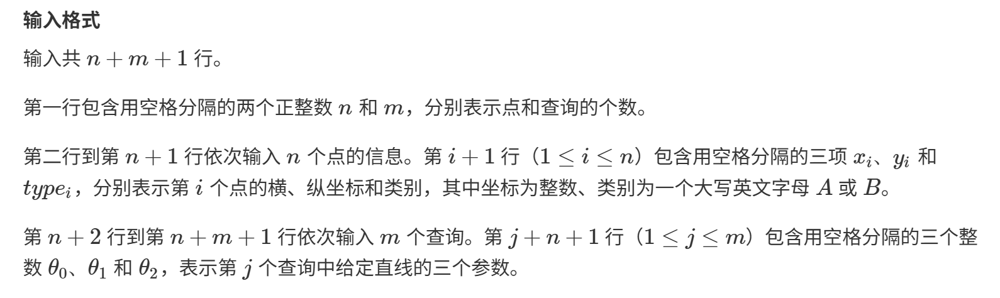 输入格式
输入共 n + m + 1 行。
第一行包含用空格分隔的两个正整数 n 和 m，分别表示点和查询的个数。
第二行到第 n + 1 行依次输入 n 个点的信息。第 i + 1 行（1 ≤ i ≤ n）包含用空格分隔的三项 xᵢ、yᵢ 和
typeᵢ，分别表示第 i 个点的横、纵坐标和类别，其中坐标为整数、类别为一个大写英文字母 A 或 B。
第 n + 2 行到第 n + m + 1 行依次输入 m 个查询。第 j + n + 1 行（1 ≤ j ≤ m）包含用空格分隔的三个整
数 θ₀、θ₁ 和 θ₂，表示第 j 个查询中给定直线的三个参数。